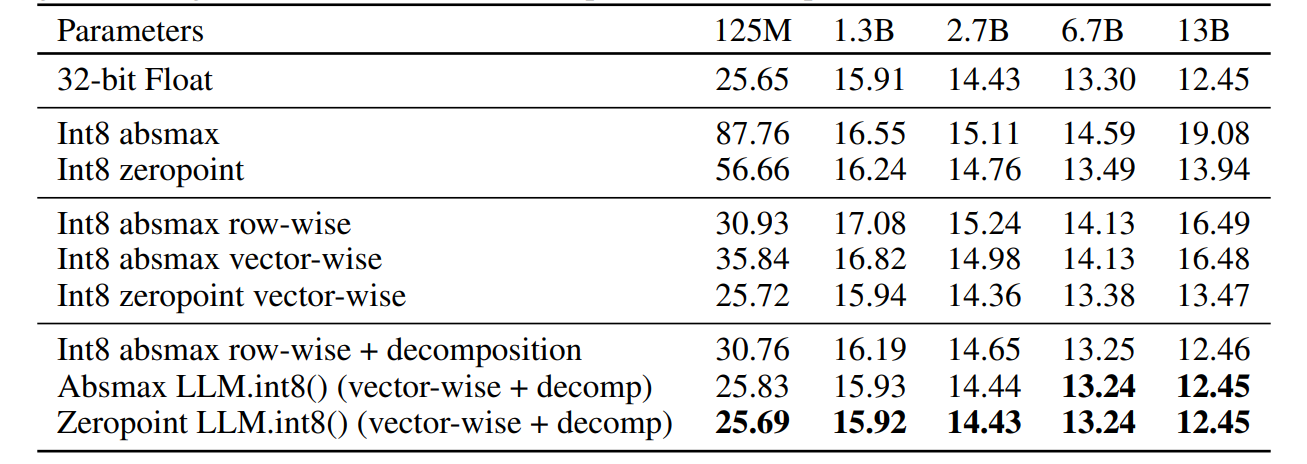 Parameters 125M 1.3B 2.7B 6.7B 13B
32-bit Float 25.65 15.91 14.43 13.30 12.45
Int8 absmax 87.76 16.55 15.11 14.59 19.08
Int8 zeropoint 56.66 16.24 14.76 13.49 13.94
Int8 absmax row-wise 30.93 17.08 15.24 14.13 16.49
Int8 absmax vector-wise 35.84 16.82 14.98 14.13 16.48
Int8 zeropoint vector-wise 25.72 15.94 14.36 13.38 13.47
Int8 absmax row-wise + decomposition 30.76 16.19 14.65 13.25 12.46
Absmax LLM.int8() (vector-wise + decomp) 25.83 15.93 14.44 13.24 12.45
Zeropoint LLM.int8() (vector-wise + decomp) 25.69 15.92 14.43 13.24 12.45